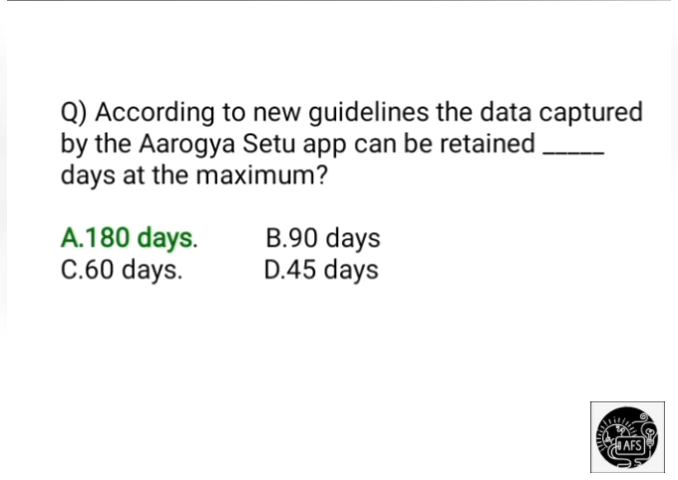 Q) According to new guidelines the data captured
by the Aarogya Setu app can be retained _____
days at the maximum?
A.180 days. B.90 days
C.60 days. D.45 days
AFS